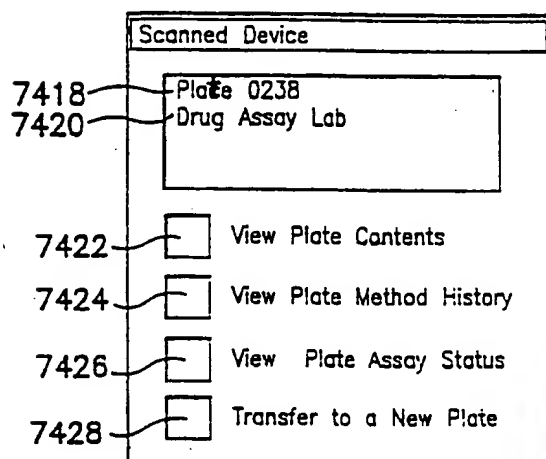 Scanned Device
7418 Plate 0238
7420 Drug Assay Lab
7422 View Plate Contents
7424 View Plate Method History
7426 View Plate Assay Status
7428 Transfer to a New Plate